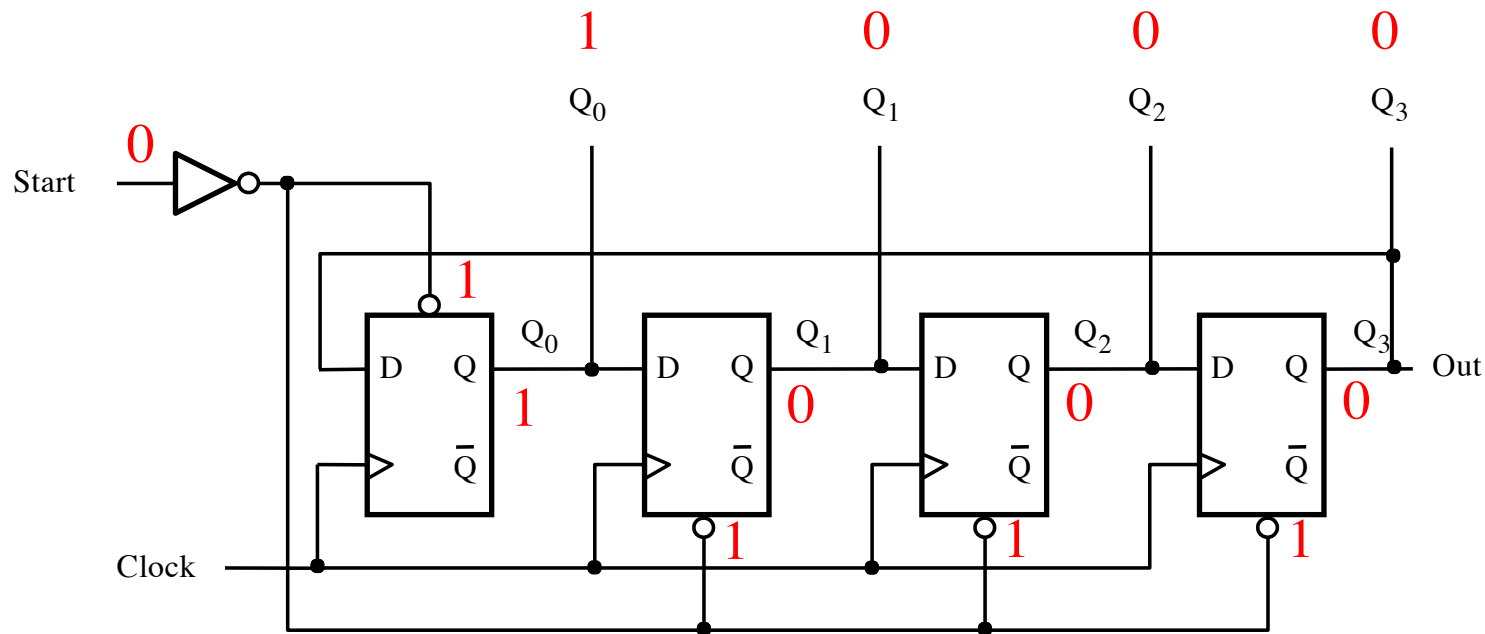 1 0 0 0
Q0 Q1 Q2 Q3
0
Start
1
Q0 Q1 Q2 Q3
D Q D Q D Q D Q Out
1 0 0 0
Q̅ Q̅ Q̅ Q̅
1 1 1
Clock